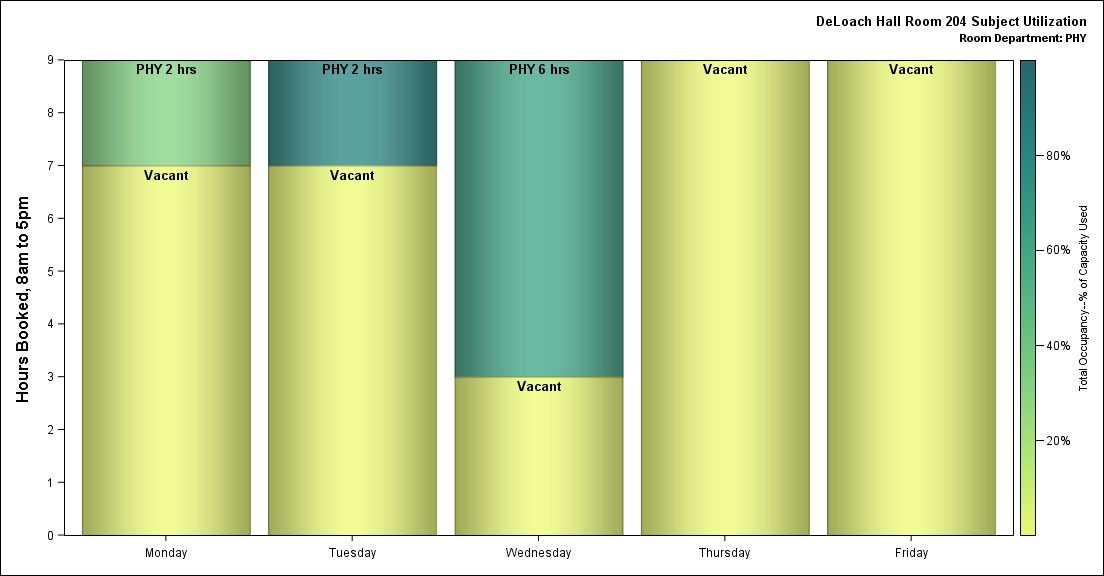 DeLoach Hall Room 204 Subject Utilization
Room Department: PHY
Hours Booked, 8am to 5pm
9
8
7
6
5
4
3
2
1
0
PHY 2 hrs
PHY 2 hrs
PHY 6 hrs
Vacant
Vacant
Vacant
Vacant
Vacant
Monday
Tuesday
Wednesday
Thursday
Friday
80%
60%
40%
20%
Total Occupancy--% of Capacity Used